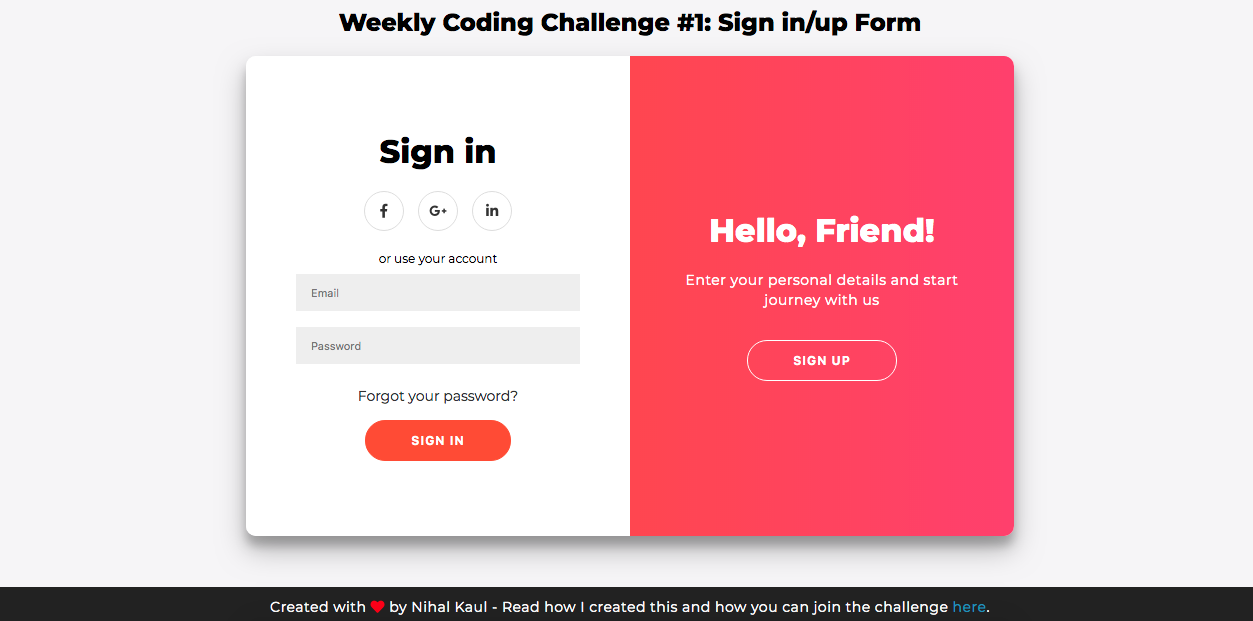 Weekly Coding Challenge #1: Sign in/up Form
Sign in
f G+ in
or use your account
Email
Password
Forgot your password?
SIGN IN
Hello, Friend!
Enter your personal details and start
journey with us
SIGN UP
Created with ❤ by Nihal Kaul - Read how I created this and how you can join the challenge here.